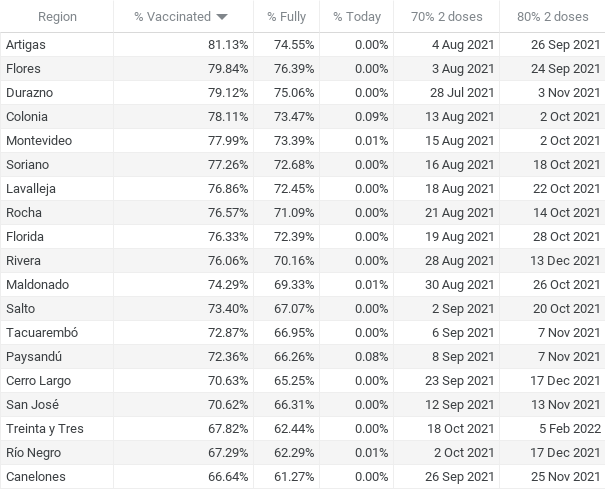 Region % Vaccinated % Fully % Today 70% 2 doses 80% 2 doses
Artigas 81.13% 74.55% 0.00% 4 Aug 2021 26 Sep 2021
Flores 79.84% 76.39% 0.00% 3 Aug 2021 24 Sep 2021
Durazno 79.12% 75.06% 0.00% 28 Jul 2021 3 Nov 2021
Colonia 78.11% 73.47% 0.09% 13 Aug 2021 2 Oct 2021
Montevideo 77.99% 73.39% 0.01% 15 Aug 2021 2 Oct 2021
Soriano 77.26% 72.68% 0.00% 16 Aug 2021 18 Oct 2021
Lavalleja 76.86% 72.45% 0.00% 18 Aug 2021 22 Oct 2021
Rocha 76.57% 71.09% 0.00% 21 Aug 2021 14 Oct 2021
Florida 76.33% 72.39% 0.00% 19 Aug 2021 28 Oct 2021
Rivera 76.06% 70.16% 0.00% 28 Aug 2021 13 Dec 2021
Maldonado 74.29% 69.33% 0.01% 30 Aug 2021 26 Oct 2021
Salto 73.40% 67.07% 0.00% 2 Sep 2021 20 Oct 2021
Tacuarembó 72.87% 66.95% 0.00% 6 Sep 2021 7 Nov 2021
Paysandú 72.36% 66.26% 0.08% 8 Sep 2021 7 Nov 2021
Cerro Largo 70.63% 65.25% 0.00% 23 Sep 2021 17 Dec 2021
San José 70.62% 66.31% 0.00% 12 Sep 2021 13 Nov 2021
Treinta y Tres 67.82% 62.44% 0.00% 18 Oct 2021 5 Feb 2022
Río Negro 67.29% 62.29% 0.01% 2 Oct 2021 17 Dec 2021
Canelones 66.64% 61.27% 0.00% 26 Sep 2021 25 Nov 2021